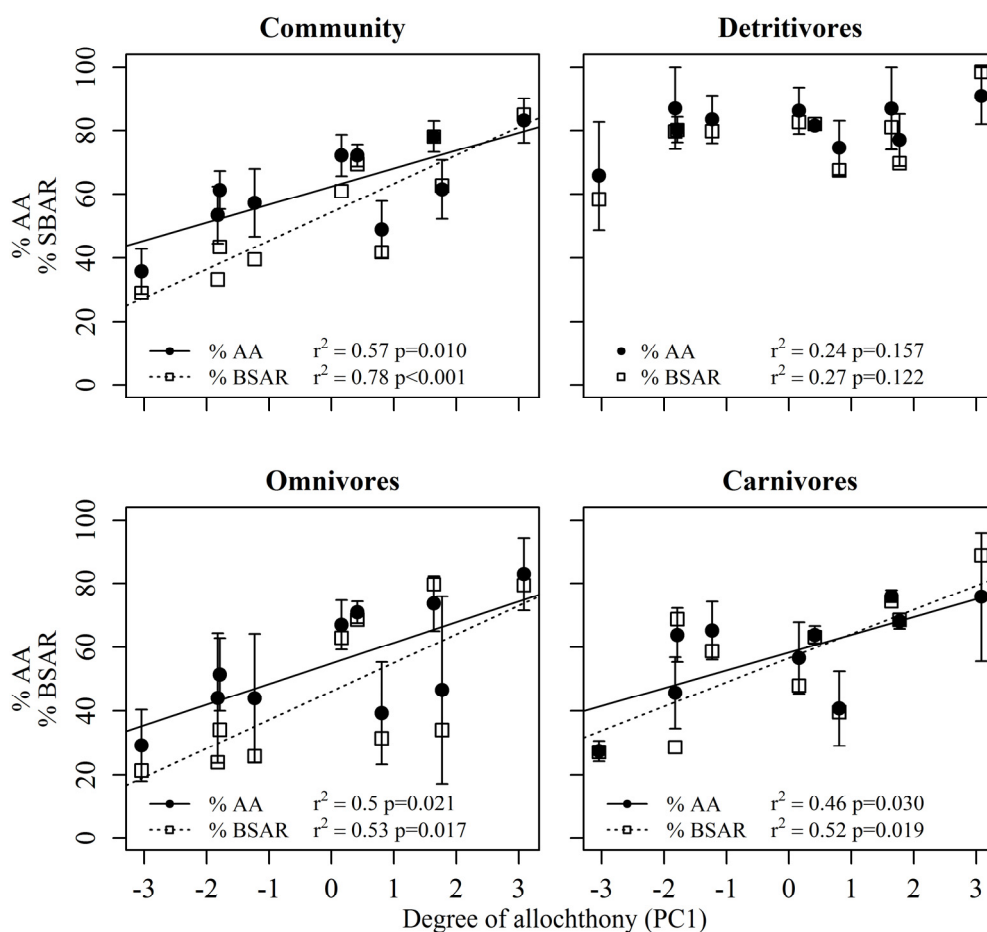 Community
Detritivores
% AA
% SBAR
100
80
60
40
20
0
% AA r² = 0.57 p=0.010
% BSAR r² = 0.78 p<0.001
% AA r² = 0.24 p=0.157
% BSAR r² = 0.27 p=0.122
Omnivores
Carnivores
% AA
% BSAR
100
80
60
40
20
0
% AA r² = 0.5 p=0.021
% BSAR r² = 0.53 p=0.017
% AA r² = 0.46 p=0.030
% BSAR r² = 0.52 p=0.019
-3 -2 -1 0 1 2 3
-3 -2 -1 0 1 2 3
Degree of allochthony (PC1)